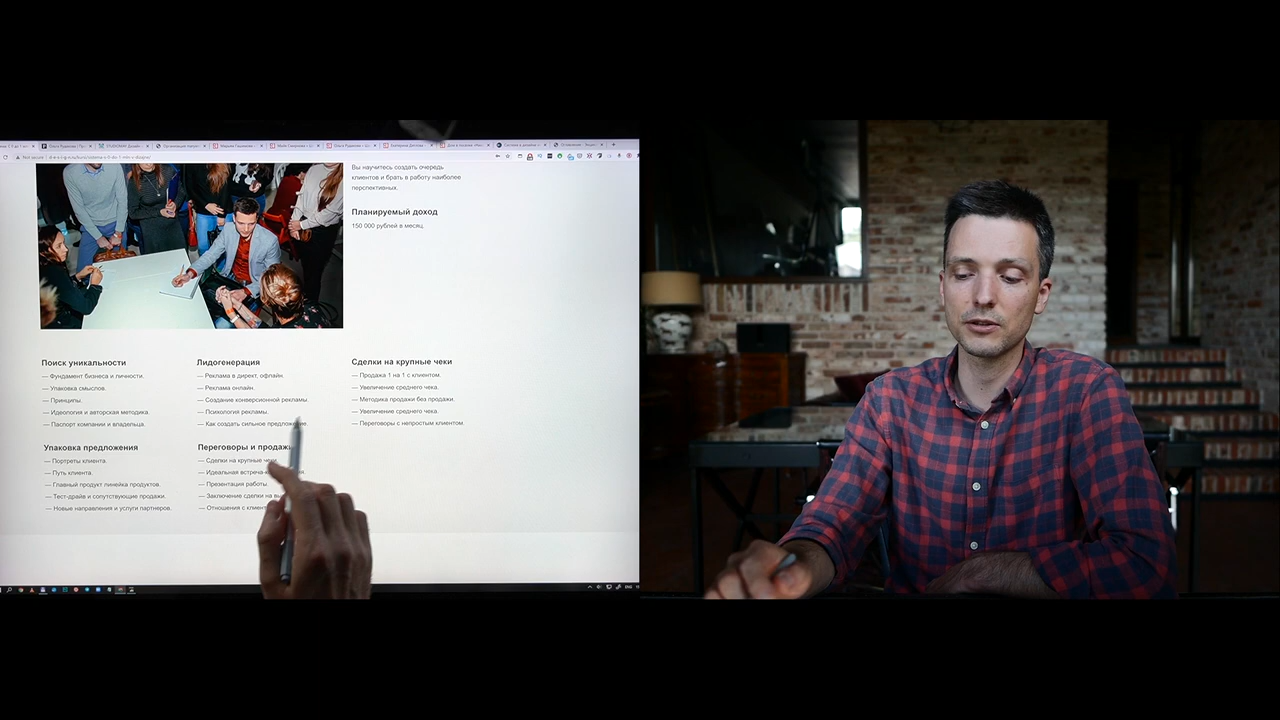 Ольга Рудакова
Not secure
Вы научитесь создать очередь
клиентов и брать в работу наиболее
перспективных.
Планируемый доход
150 000 рублей в месяц.
Поиск уникальности
— Фундамент бизнеса и личности.
— Упаковка смыслов.
— Принципы.
— Идеология и авторская методика.
— Паспорт компании и владельца.
Лидогенерация
— Реклама в директ, офлайн.
— Реклама онлайн.
— Создание конверсионной рекламы.
— Психология рекламы.
— Как создать сильное предложение.
Сделки на крупные чеки
— Продажа 1 на 1 с клиентом.
— Увеличение среднего чека.
— Методика продажи без продажи.
— Увеличение среднего чека.
— Переговоры с непростым клиентом.
Упаковка предложения
— Портреты клиента.
— Путь клиента.
— Главный продукт линейка продуктов.
— Тест-драйв и сопутствующие продажи.
— Новые направления и услуги партнеров.
Переговоры и продажи
— Сделки на крупные чеки.
— Идеальная встреча
— Презентация работы.
— Заключение сделки на
— Отношения с
ENG